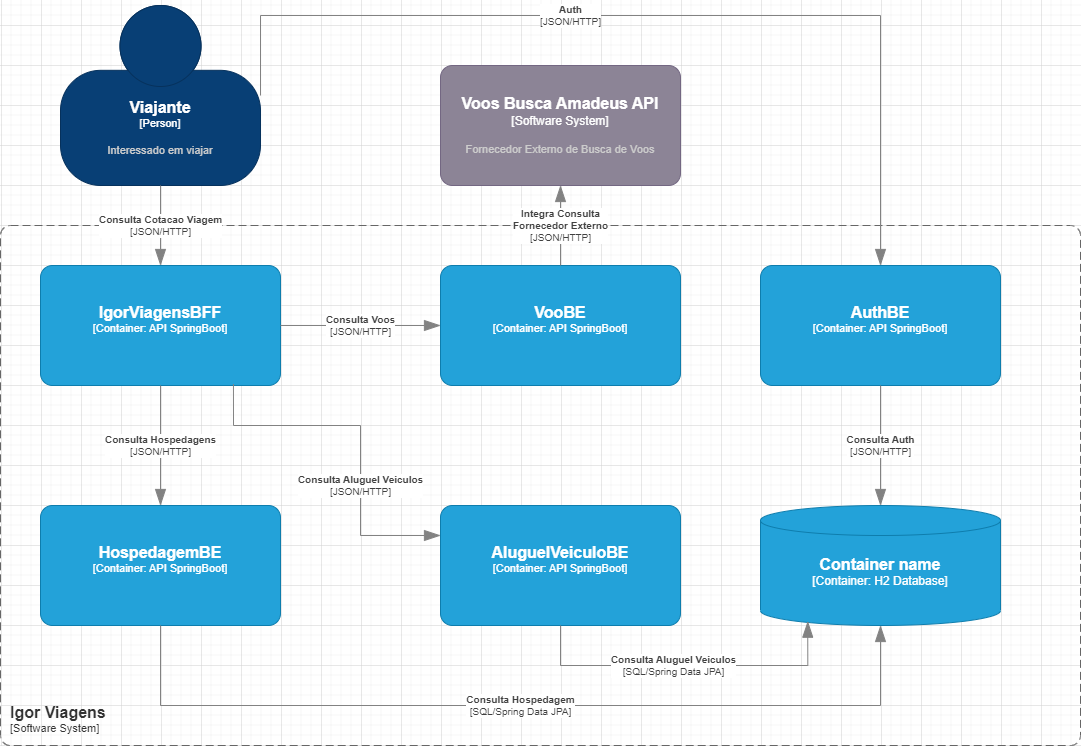 Auth
[JSON/HTTP]
Viajante
[Person]
Interessado em viajar
Voos Busca Amadeus API
[Software System]
Fornecedor Externo de Busca de Voos
Consulta Cotacao Viagem
[JSON/HTTP]
Integra Consulta
Fornecedor Externo
[JSON/HTTP]
IgorViagensBFF
[Container: API SpringBoot]
Consulta Voos
[JSON/HTTP]
VooBE
[Container: API SpringBoot]
AuthBE
[Container: API SpringBoot]
Consulta Hospedagens
[JSON/HTTP]
Consulta Aluguel Veiculos
[JSON/HTTP]
Consulta Auth
[JSON/HTTP]
HospedagemBE
[Container: API SpringBoot]
AluguelVeiculoBE
[Container: API SpringBoot]
Container name
[Container: H2 Database]
Consulta Aluguel Veiculos
[SQL/Spring Data JPA]
Consulta Hospedagem
[SQL/Spring Data JPA]
Igor Viagens
[Software System]